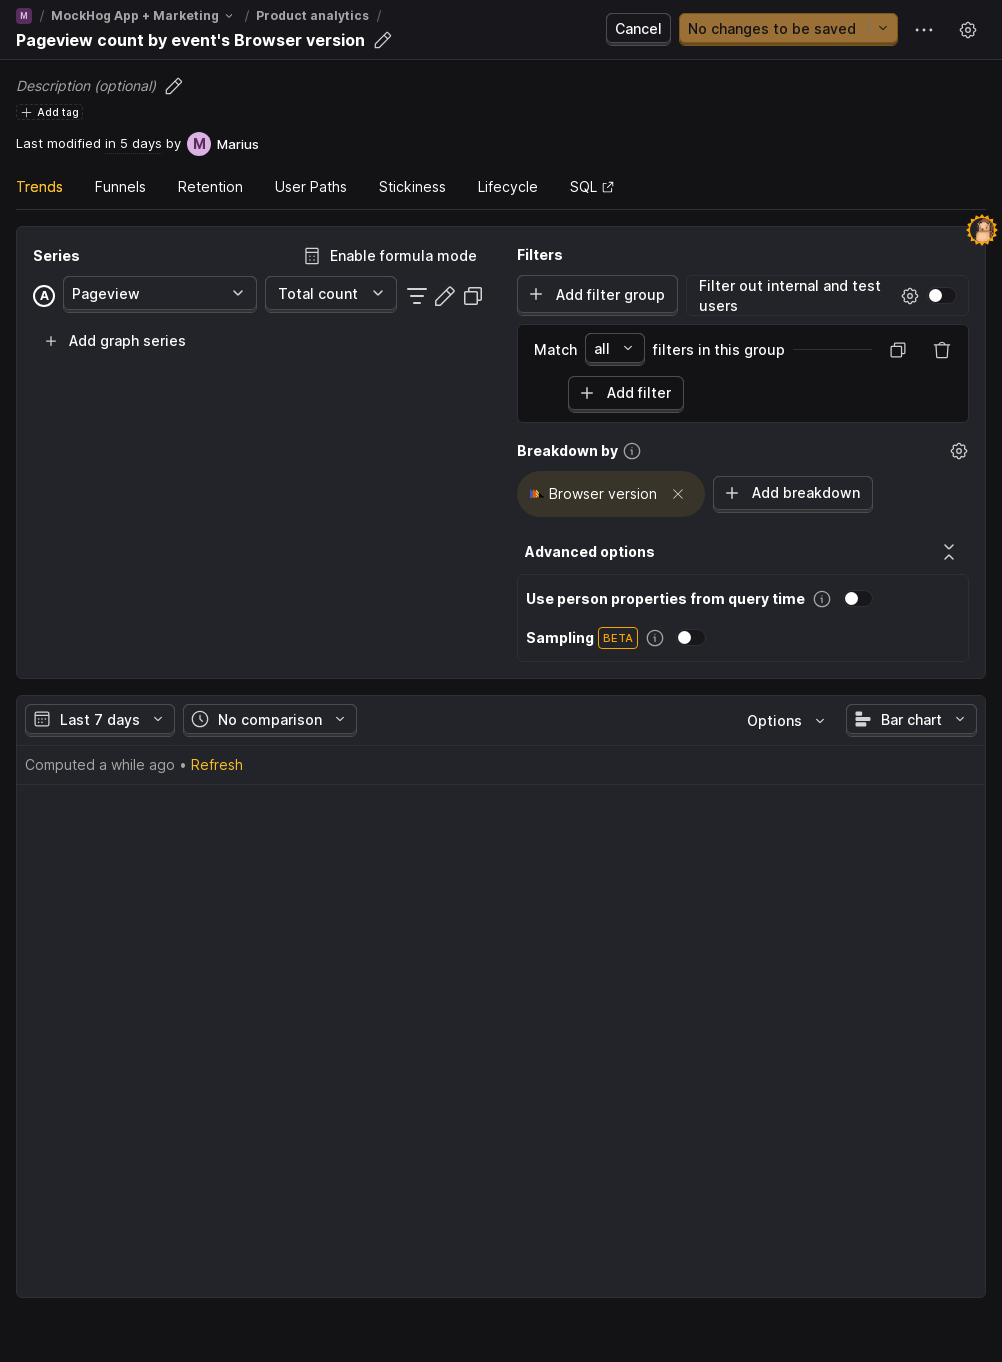 M / MockHog App + Marketing / Product analytics /
Pageview count by event's Browser version
Cancel
No changes to be saved
Description (optional)
Add tag
Last modified in 5 days by M Marius
Trends Funnels Retention User Paths Stickiness Lifecycle SQL
Series
Enable formula mode
A Pageview Total count
Add graph series
Filters
Add filter group
Filter out internal and test
users
Match all filters in this group
Add filter
Breakdown by
Browser version
Add breakdown
Advanced options
Use person properties from query time
Sampling BETA
Last 7 days No comparison Options Bar chart
Computed a while ago • Refresh